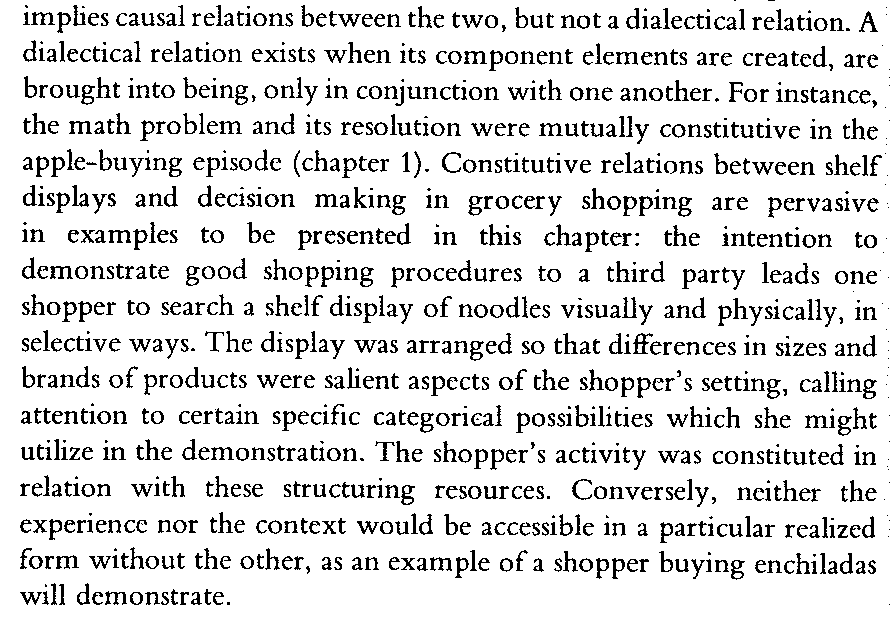 implies causal relations between the two, but not a dialectical relation. A
dialectical relation exists when its component elements are created, are
brought into being, only in conjunction with one another. For instance,
the math problem and its resolution were mutually constitutive in the
apple-buying episode (chapter 1). Constitutive relations between shelf
displays and decision making in grocery shopping are pervasive
in examples to be presented in this chapter: the intention to
demonstrate good shopping procedures to a third party leads one
shopper to search a shelf display of noodles visually and physically, in
selective ways. The display was arranged so that differences in sizes and
brands of products were salient aspects of the shopper's setting, calling
attention to certain specific categorical possibilities which she might
utilize in the demonstration. The shopper's activity was constituted in
relation with these structuring resources. Conversely, neither the
experience nor the context would be accessible in a particular realized
form without the other, as an example of a shopper buying enchiladas
will demonstrate.